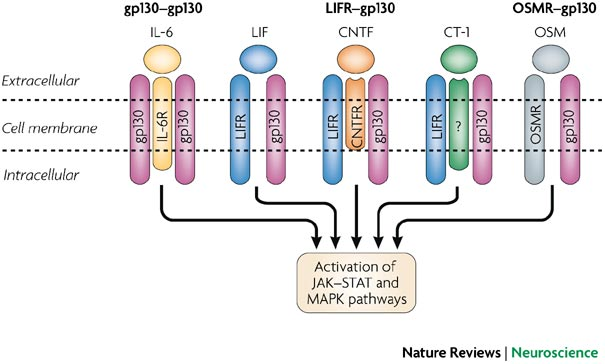 gp130–gp130 LIFR–gp130 OSMR–gp130
IL-6 LIF CNTF CT-1 OSM
Extracellular
Cell membrane
Intracellular
gp130 IL-6R gp130 LIFR gp130 LIFR CNTFR gp130 LIFR ? gp130 OSMR gp130
Activation of
JAK–STAT and
MAPK pathways
Nature Reviews | Neuroscience